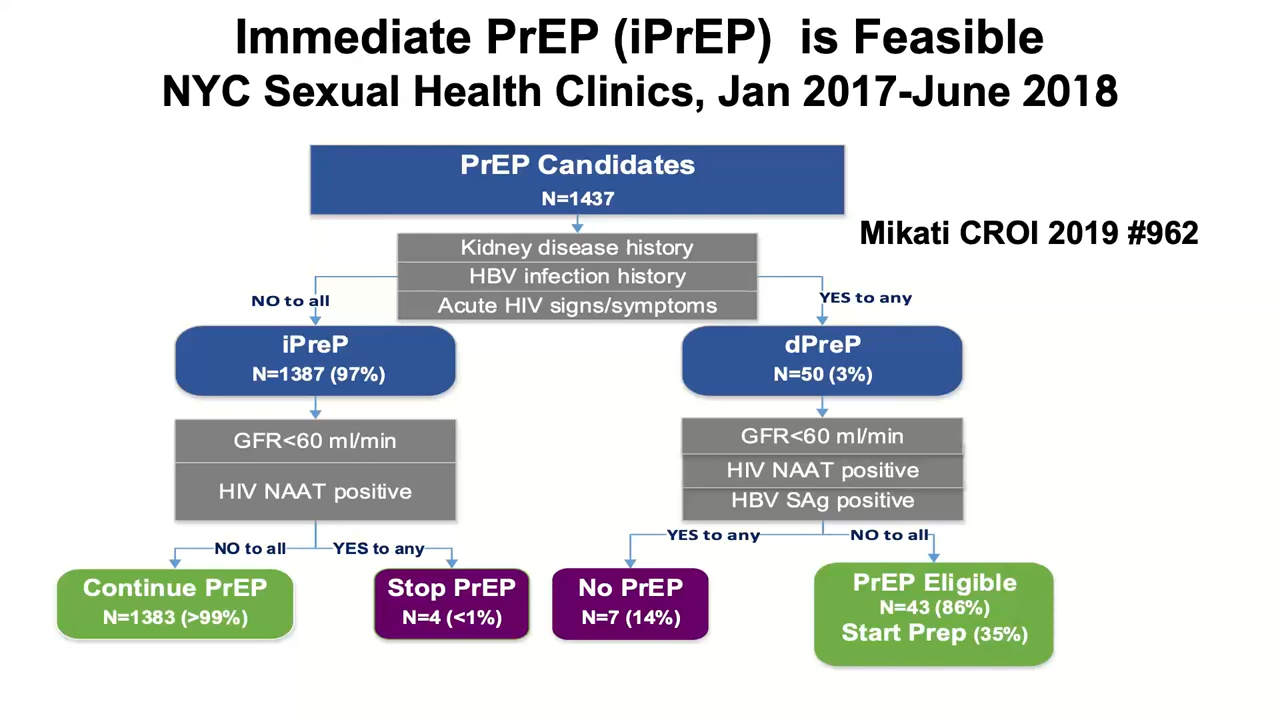 Immediate PrEP (iPrEP)  is Feasible
NYC Sexual Health Clinics, Jan 2017-June 2018
PrEP Candidates
N=1437
Mikati CROI 2019 #962
Kidney disease history
HBV infection history
Acute HIV signs/symptoms
NO to all
YES to any
iPreP
N=1387 (97%)
dPreP
N=50 (3%)
GFR<60 ml/min
HIV NAAT positive
GFR<60 ml/min
HIV NAAT positive
HBV SAg positive
NO to all
YES to any
YES to any
NO to all
Continue PrEP
N=1383 (>99%)
Stop PrEP
N=4 (<1%)
No PrEP
N=7 (14%)
PrEP Eligible
N=43 (86%)
Start Prep (35%)